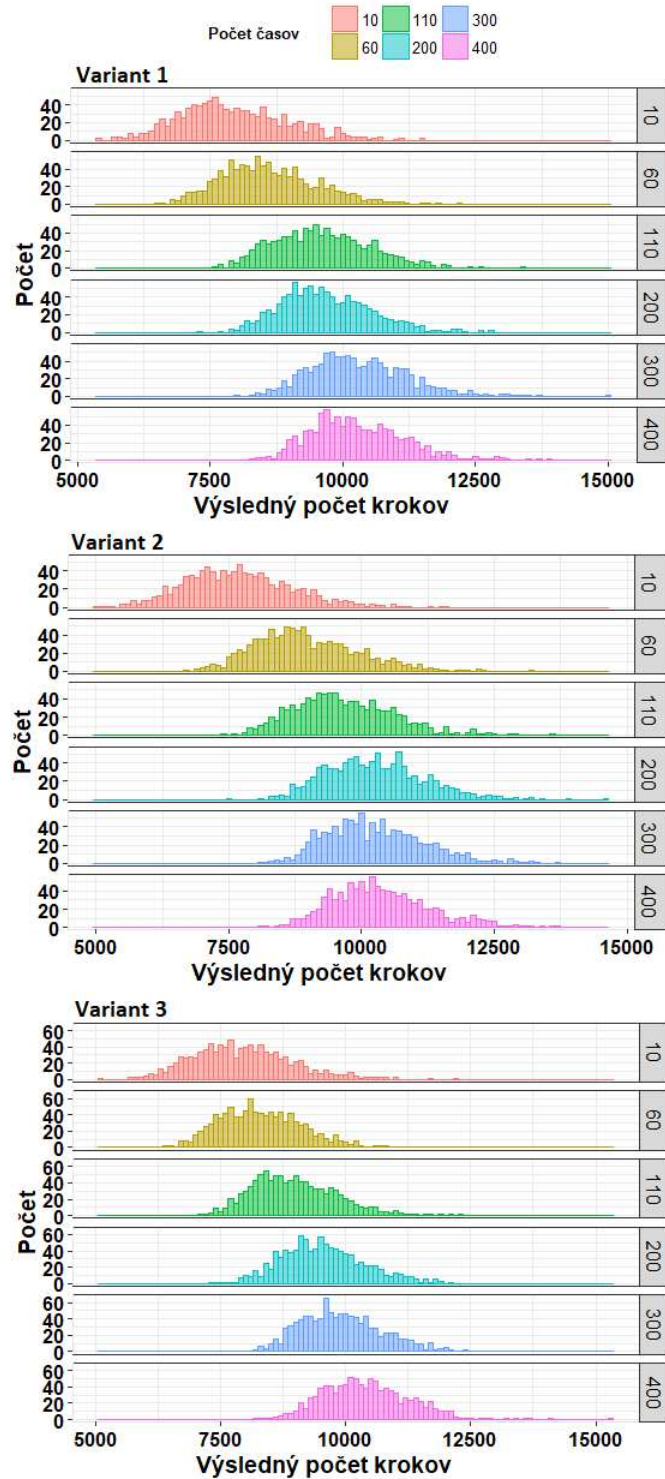 Počet časov 10 110 300
60 200 400
Variant 1
Počet
40 20 0 10
40 20 0 60
40 20 0 110
40 20 0 200
40 20 0 300
40 20 0 400
5000 7500 10000 12500 15000
Výsledný počet krokov
Variant 2
Počet
40 20 0 10
40 20 0 60
40 20 0 110
40 20 0 200
40 20 0 300
40 20 0 400
5000 7500 10000 12500 15000
Výsledný počet krokov
Variant 3
Počet
60 40 20 0 10
60 40 20 0 60
60 40 20 0 110
60 40 20 0 200
60 40 20 0 300
60 40 20 0 400
5000 7500 10000 12500 15000
Výsledný počet krokov